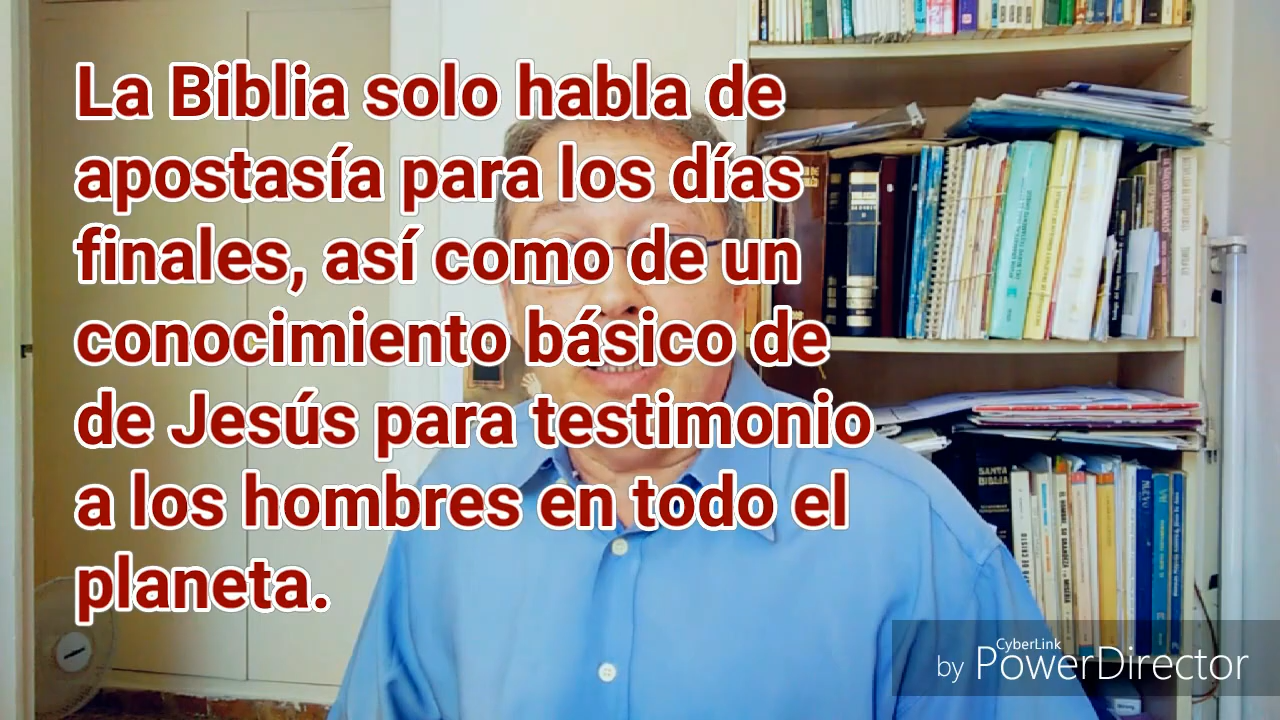 La Biblia solo habla de
apostasía para los días
finales, así como de un
conocimiento básico de
de Jesús para testimonio
a los hombres en todo el
planeta.
SANTA
BIBLIA
CyberLink
by PowerDirector